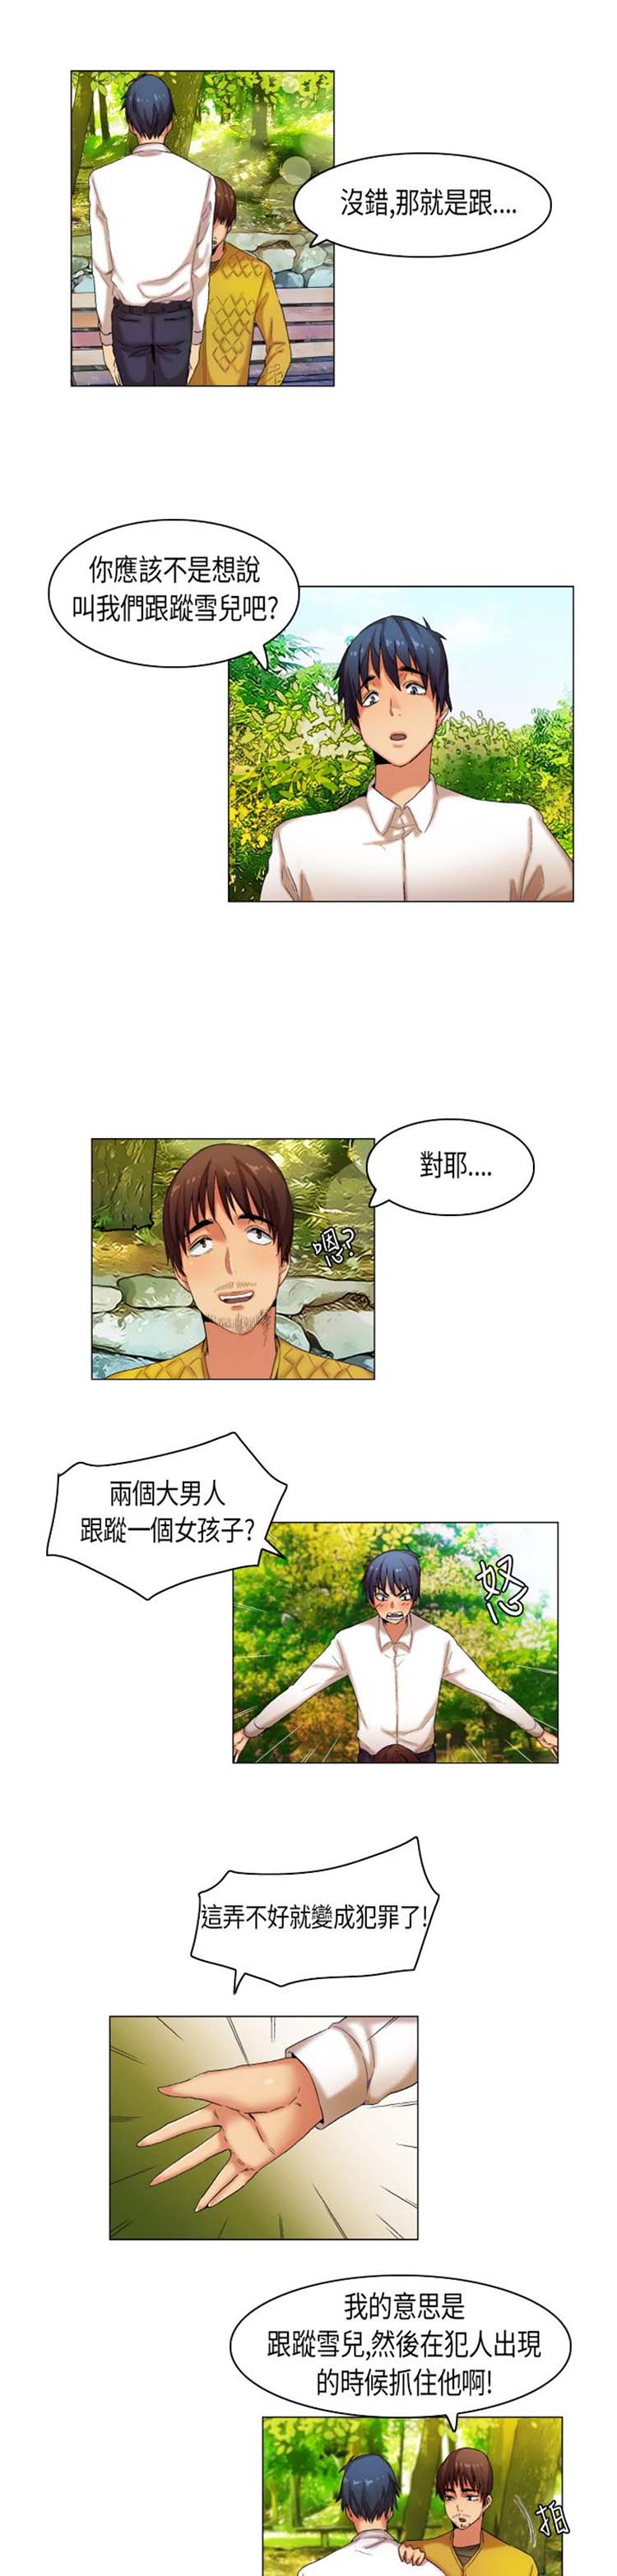 沒錯,那就是跟....
你應該不是想說
叫我們跟蹤雪兒吧?
對耶....
嗯?
兩個大男人
跟蹤一個女孩子?
怒
這弄不好就變成犯罪了!
我的意思是
跟蹤雪兒,然後在犯人出現
的時候抓住他啊!
拍